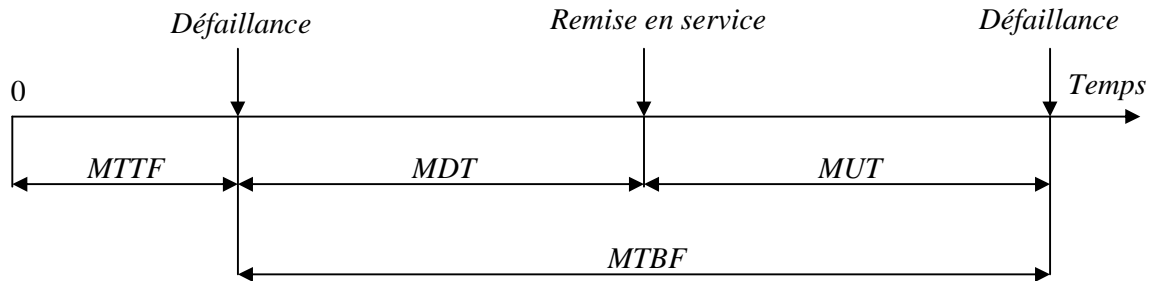 Défaillance
Remise en service
Défaillance
0
Temps
MTTF
MDT
MUT
MTBF